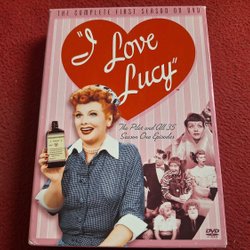 THE COMPLETE FIRST SEASON ON DVD
"I
Love
Lucy"
The Pilot and All 35
Season One Episodes
DVD